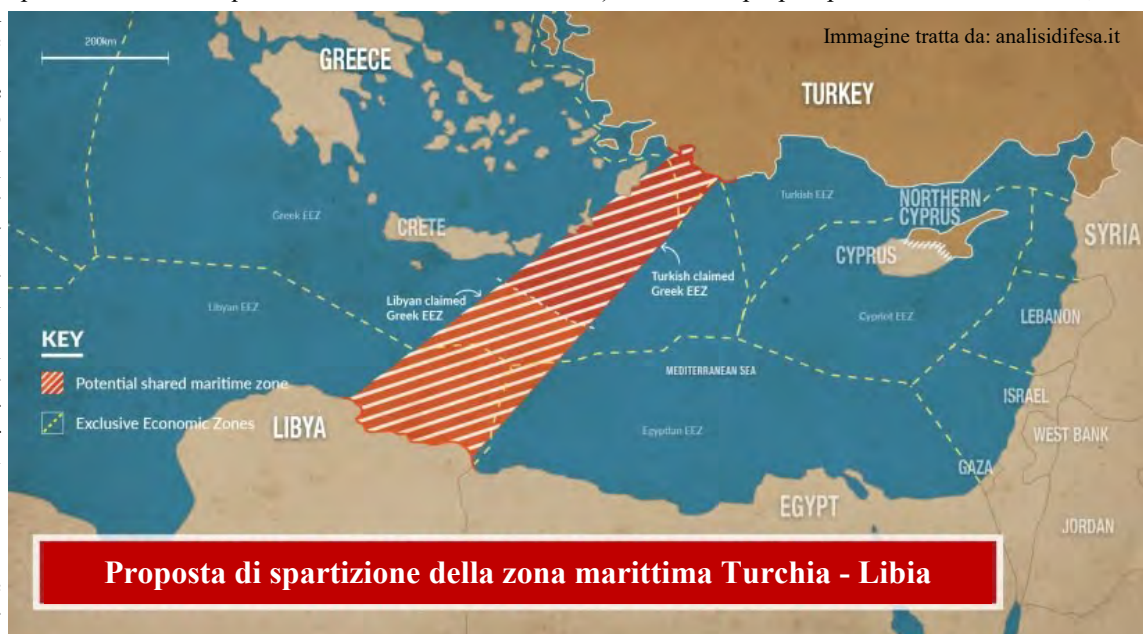 200km
Immagine tratta da: analisidifesa.it
GREECE
TURKEY
Turkish EEZ
NORTHERN
CYPRUS
CRETE
Greek EEZ
SYRIA
CYPRUS
Turkish claimed
Greek EEZ
Libyan claimed
Greek EEZ
Libyan EEZ
Cypriot EEZ
LEBANON
KEY
MEDITERRANEAN SEA
Potential shared maritime zone
ISRAEL
Exclusive Economic Zones
LIBYA
Egyptian EEZ
WEST BANK
GAZA
EGYPT
JORDAN
Proposta di spartizione della zona marittima Turchia - Libia